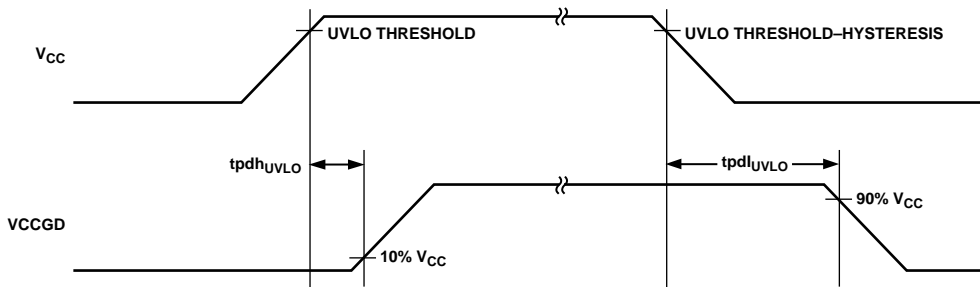 UVLO THRESHOLD
UVLO THRESHOLD–HYSTERESIS
VCC
tpdhUVLO
tpdlUVLO
90% VCC
VCCGD
10% VCC